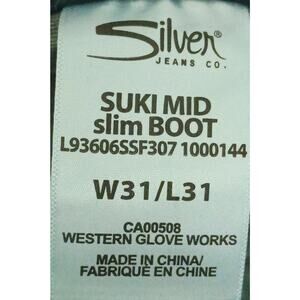 Silver®
JEANS CO.
SUKI MID
slim BOOT
L93606SSF307 1000144
W31/L31
CA00508
WESTERN GLOVE WORKS
MADE IN CHINA/
FABRIQUÉ EN CHINE